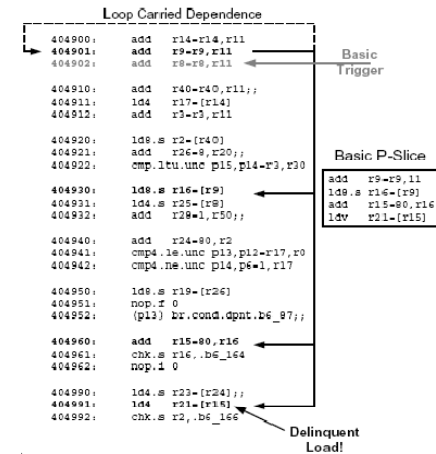 Loop Carried Dependence
404900: add r14=r14,r11
404901: add r9=r9,r11
404902: add r8=r8,r11
Basic
Trigger
404910: add r40=r40,r11;;
404911: ld4 r17=[r14]
404912: add r3=r3,r11
404920: ld8.s r2=[r40]
404921: add r26=8,r20;;
404922: cmp.ltu.unc p15,p14=r3,r30
Basic P-Slice
add r9=r9,11
ld8.s r16=[r9]
add r15=80,r16
ldv r21=[r15]
404930: ld8.s r16=[r9]
404931: ld4.s r25=[r8]
404932: add r28=1,r50;;
404940: add r24=80,r2
404941: cmp4.le.unc p13,p12=r17,r0
404942: cmp4.ne.unc p14,p6=1,r17
404950: ld8.s r19=[r26]
404951: nop.f 0
404952: (p13) br.cond.dpnt.b6_87;;
404960: add r15=80,r16
404961: chk.s r16,.b6_164
404962: nop.i 0
404990: ld4.s r23=[r24];;
404991: ld4 r21=[r15]
404992: chk.s r2,.b6_166
Delinquent
Load!